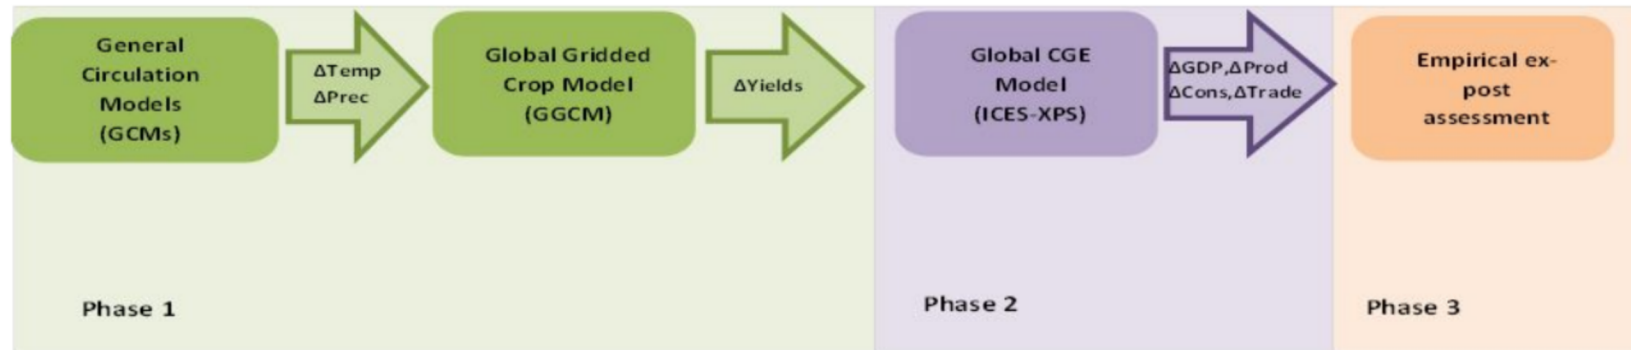 General
Circulation
Models
(GCMs)
ΔTemp
ΔPrec
Global Gridded
Crop Model
(GGCM)
ΔYields
Global CGE
Model
(ICES-XPS)
ΔGDP,ΔProd
ΔCons,ΔTrade
Empirical ex-
post
assessment
Phase 1
Phase 2
Phase 3